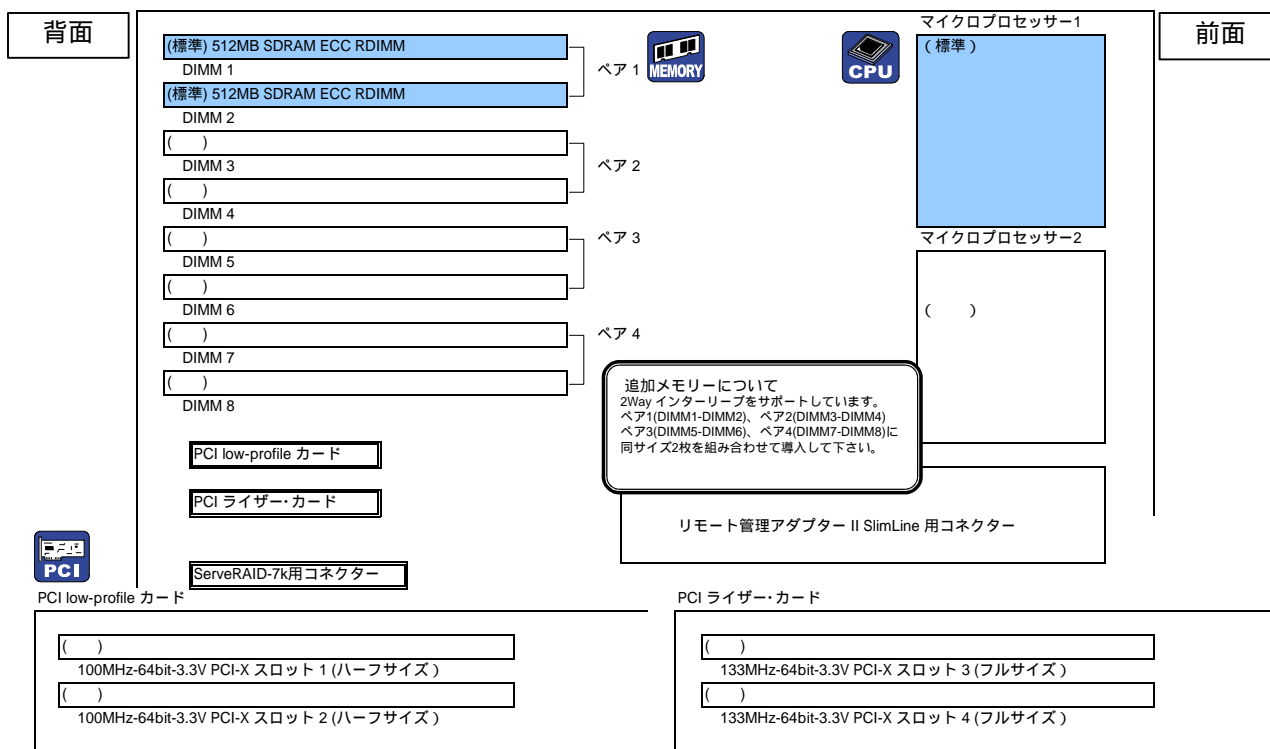 背面
前面
(標準) 512MB SDRAM ECC RDIMM
DIMM 1
(標準) 512MB SDRAM ECC RDIMM
DIMM 2
ペア 1
MEMORY
CPU
マイクロプロセッサー1
(標準)
( )
DIMM 3
( )
DIMM 4
ペア 2
( )
DIMM 5
( )
DIMM 6
ペア 3
マイクロプロセッサー2
( )
( )
DIMM 7
( )
DIMM 8
ペア 4
追加メモリーについて
2Way インターリーブをサポートしています。
ペア1(DIMM1-DIMM2)、ペア2(DIMM3-DIMM4)
ペア3(DIMM5-DIMM6)、ペア4(DIMM7-DIMM8)に
同サイズ2枚を組み合わせて導入して下さい。
PCI low-profile カード
PCI ライザー・カード
リモート管理アダプター II SlimLine 用コネクター
PCI
ServeRAID-7k用コネクター
PCI low-profile カード
( )
100MHz-64bit-3.3V PCI-X スロット 1 (ハーフサイズ)
( )
100MHz-64bit-3.3V PCI-X スロット 2 (ハーフサイズ)
PCI ライザー・カード
( )
133MHz-64bit-3.3V PCI-X スロット 3 (フルサイズ)
( )
133MHz-64bit-3.3V PCI-X スロット 4 (フルサイズ)